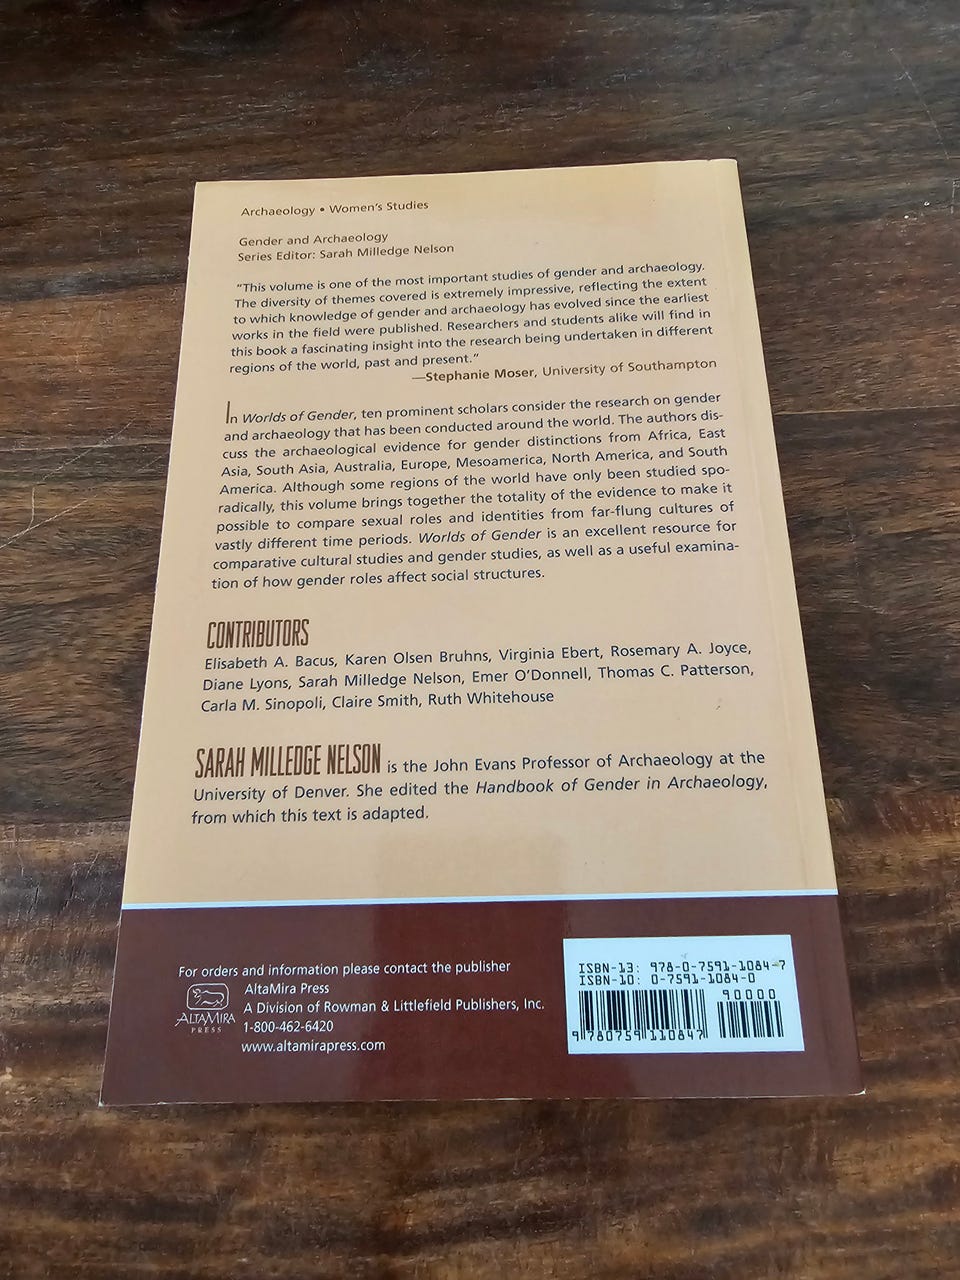 Archaeology • Women's Studies
Gender and Archaeology
Series Editor: Sarah Milledge Nelson
"This volume is one of the most important studies of gender and archaeology.
The diversity of themes covered is extremely impressive, reflecting the extent
to which knowledge of gender and archaeology has evolved since the earliest
works in the field were published. Researchers and students alike will find in
this book a fascinating insight into the research being undertaken in different
regions of the world, past and present."
—Stephanie Moser, University of Southampton
In Worlds of Gender, ten prominent scholars consider the research on gender
and archaeology that has been conducted around the world. The authors dis-
cuss the archaeological evidence for gender distinctions from Africa, East
Asia, South Asia, Australia, Europe, Mesoamerica, North America, and South
America. Although some regions of the world have only been studied spo-
radically, this volume brings together the totality of the evidence to make it
possible to compare sexual roles and identities from far-flung cultures of
vastly different time periods. Worlds of Gender is an excellent resource for
comparative cultural studies and gender studies, as well as a useful examina-
tion of how gender roles affect social structures.
CONTRIBUTORS
Elisabeth A. Bacus, Karen Olsen Bruhns, Virginia Ebert, Rosemary A. Joyce,
Diane Lyons, Sarah Milledge Nelson, Emer O'Donnell, Thomas C. Patterson,
Carla M. Sinopoli, Claire Smith, Ruth Whitehouse
SARAH MILLEDGE NELSON is the John Evans Professor of Archaeology at the
University of Denver. She edited the Handbook of Gender in Archaeology,
from which this text is adapted.
For orders and information please contact the publisher
AltaMira Press
A Division of Rowman & Littlefield Publishers, Inc.
1-800-462-6420
www.altamirapress.com
ALTAMIRA
PRESS
ISBN-13: 978-0-7591-1084-7
ISBN-10: 0-7591-1084-0
90000
9 780759 110847